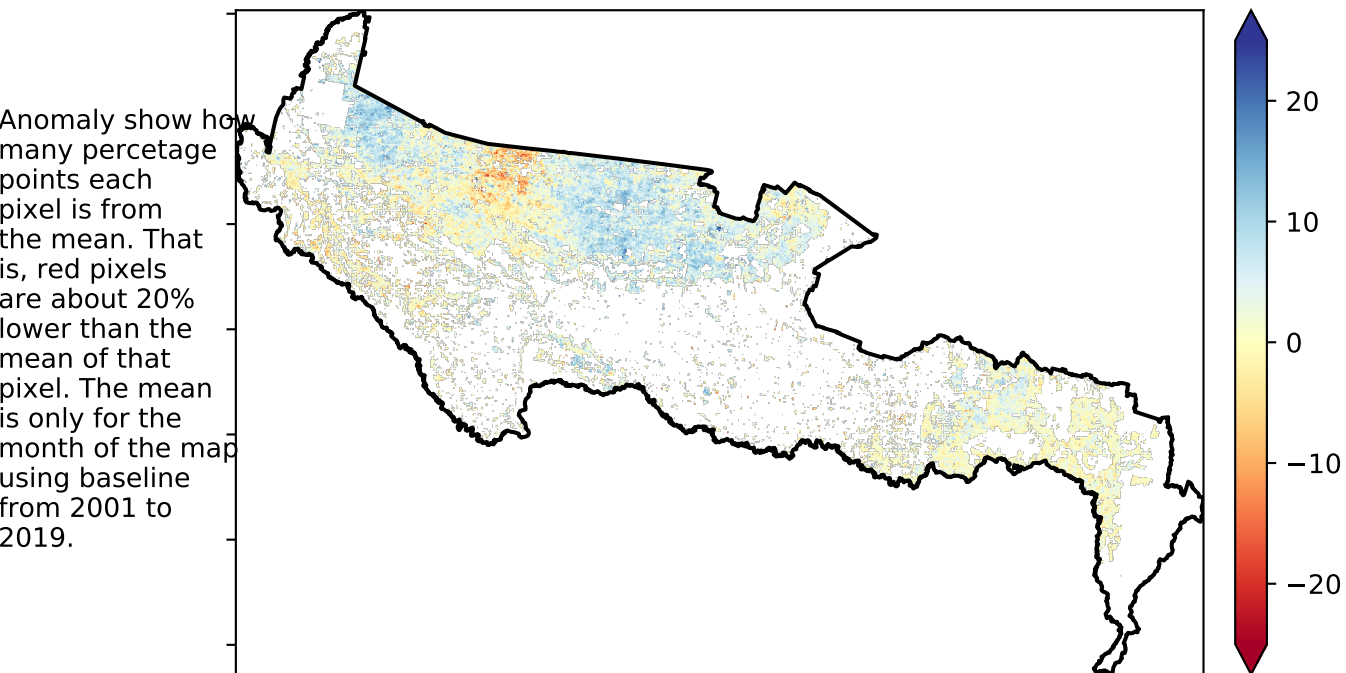 Anomaly show how
many percetage
points each
pixel is from
the mean. That
is, red pixels
are about 20%
lower than the
mean of that
pixel. The mean
is only for the
month of the map
using baseline
from 2001 to
2019.
20
10
0
−10
−20